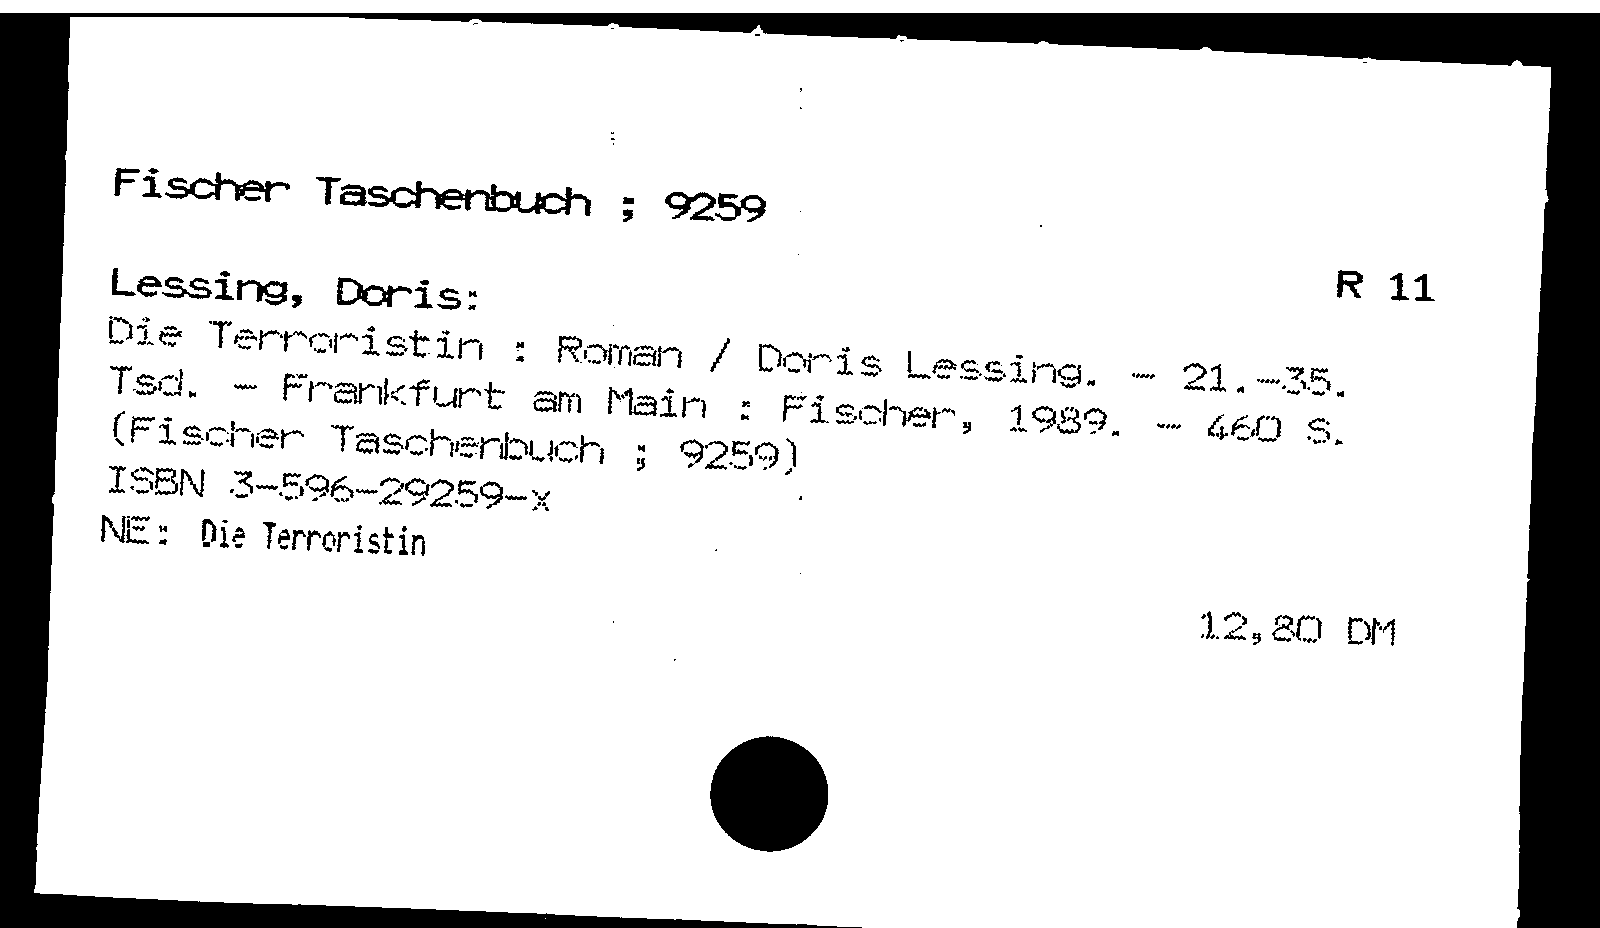 Fischer Taschenbuch ; 9259
R 11
Lessing, Doris:
Die Terroristin : Roman / Doris Lessing. - 21.-35.
Tsd. - Frankfurt am Main : Fischer, 1989. - 460 S.
(Fischer Taschenbuch ; 9259)
ISBN 3-596-29259-x
NE: Die Terroristin
12,80 DM